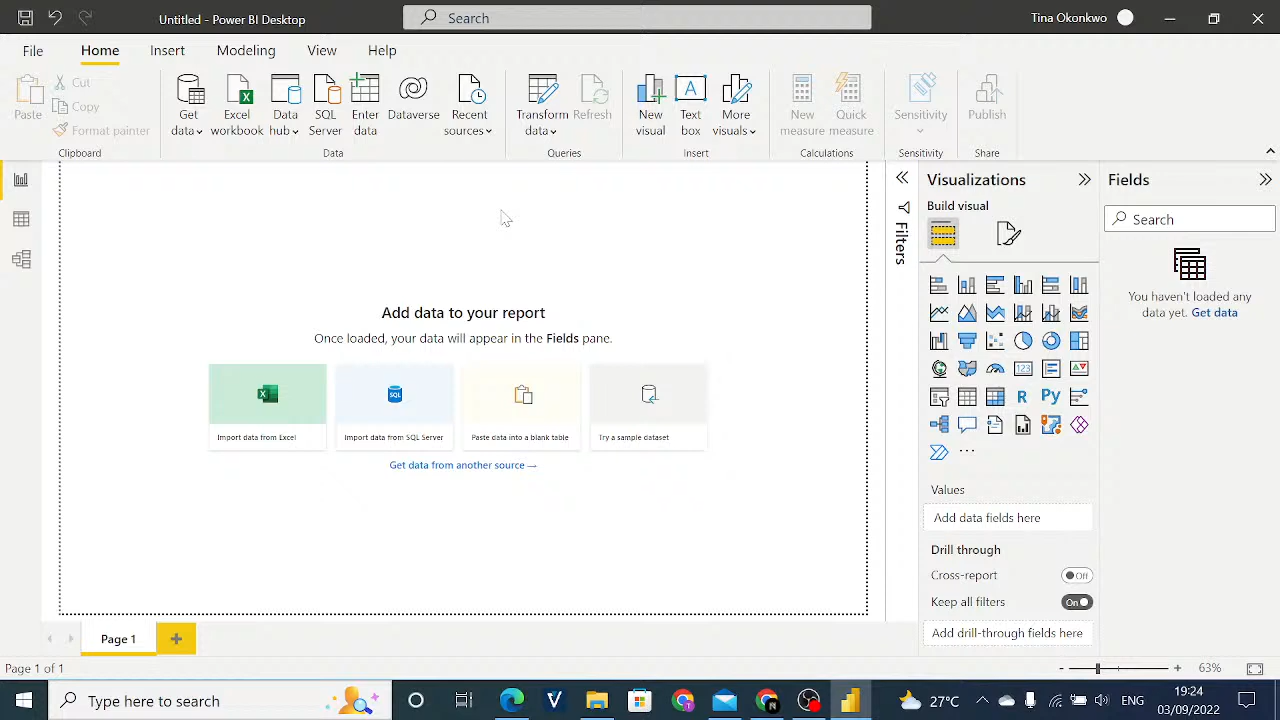 Untitled - Power BI Desktop
Search
Tina Okonkwo
File Home Insert Modeling View Help
Paste
Cut
Copy
Format painter
Clipboard
Get data
Excel workbook
Data hub
SQL Server
Enter data
Dataverse
Recent sources
Data
Transform data
Refresh
Queries
New visual
Text box
More visuals
Insert
New measure
Quick measure
Calculations
Sensitivity
Sensitivity
Publish
Share
Filters
Visualizations
Build visual
Fields
Search
You haven't loaded any
data yet. Get data
Add data to your report
Once loaded, your data will appear in the Fields pane.
SQL
Import data from Excel
Import data from SQL Server
Paste data into a blank table
Try a sample dataset
Get data from another source
123
R
Py
Values
Add data fields here
Drill through
Cross-report
Off
Keep all filters
On
Add drill-through fields here
Page 1
Page 1 of 1
63%
Type here to search
27°C
ENG
19:24
03/09/2022